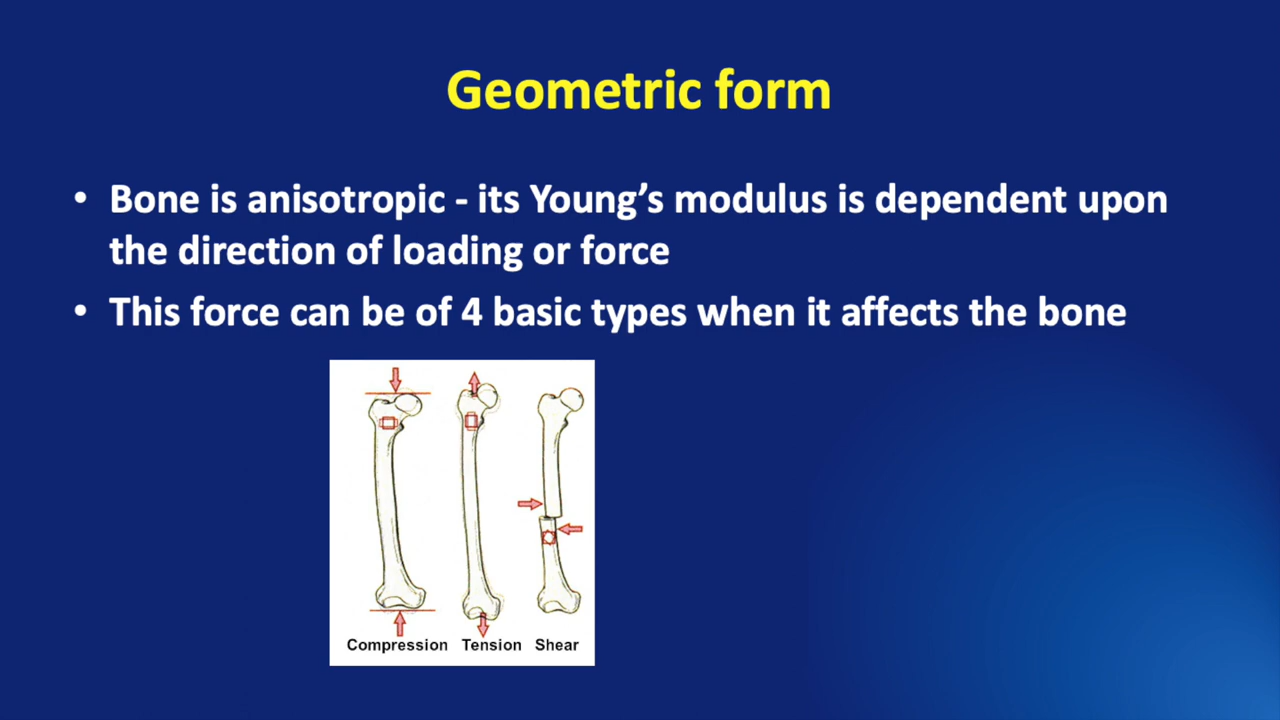 Geometric form
• Bone is anisotropic - its Young’s modulus is dependent upon
the direction of loading or force
• This force can be of 4 basic types when it affects the bone
Compression Tension Shear